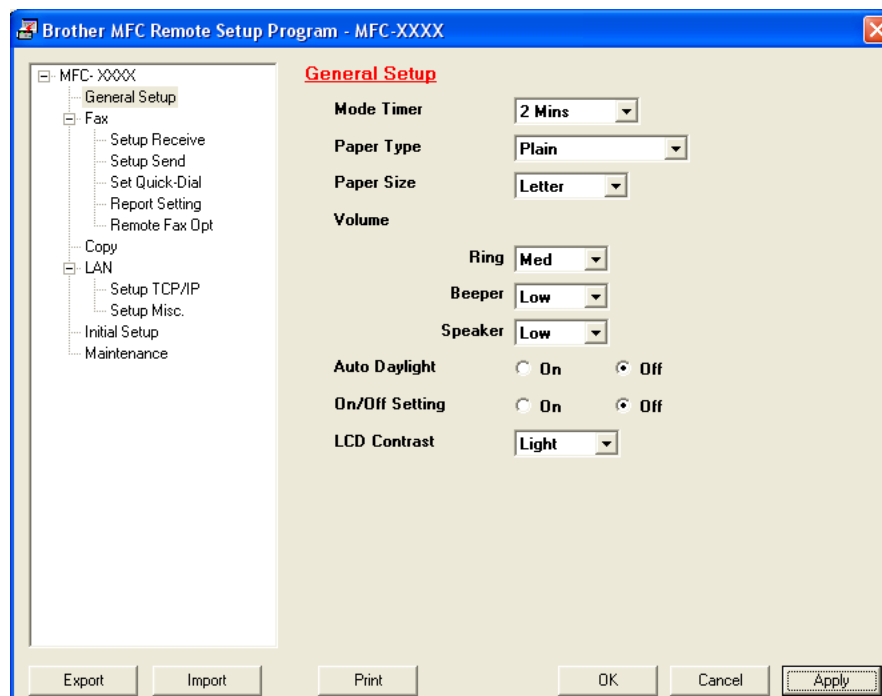 Brother MFC Remote Setup Program - MFC-XXXX
MFC- XXXX
General Setup
Fax
Setup Receive
Setup Send
Set Quick-Dial
Report Setting
Remote Fax Opt
Copy
LAN
Setup TCP/IP
Setup Misc.
Initial Setup
Maintenance
General Setup
Mode Timer 2 Mins
Paper Type Plain
Paper Size Letter
Volume
Ring Med
Beeper Low
Speaker Low
Auto Daylight On Off
On/Off Setting On Off
LCD Contrast Light
Export Import Print OK Cancel Apply